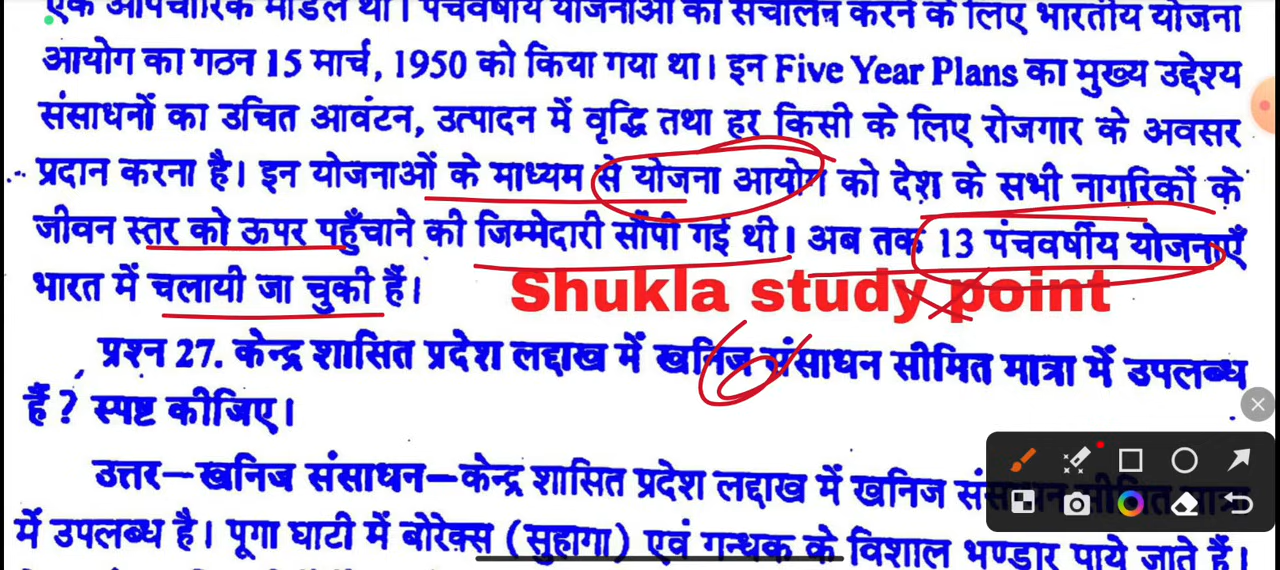 एक औपचारिक मॉडल था। पंचवर्षीय योजनाओं को संचालन करने के लिए भारतीय योजना
आयोग का गठन 15 मार्च, 1950 को किया गया था। इन Five Year Plans का मुख्य उद्देश्य
संसाधनों का उचित आवंटन, उत्पादन में वृद्धि तथा हर किसी के लिए रोजगार के अवसर
प्रदान करना है। इन योजनाओं के माध्यम से योजना आयोग को देश के सभी नागरिकों के
जीवन स्तर को ऊपर पहुँचाने की जिम्मेदारी सौंपी गई थी। अब तक 13 पंचवर्षीय योजनाएँ
भारत में चलायी जा चुकी हैं।
Shukla study point
प्रश्न 27. केन्द्र शासित प्रदेश लद्दाख में खनिज संसाधन सीमित मात्रा में उपलब्ध
हैं? स्पष्ट कीजिए।
उत्तर—खनिज संसाधन—केन्द्र शासित प्रदेश लद्दाख में खनिज संसाधन सीमित मात्रा
में उपलब्ध है। पूगा घाटी में बोरेक्स (सुहागा) एवं गन्धक के विशाल भण्डार पाये जाते हैं।